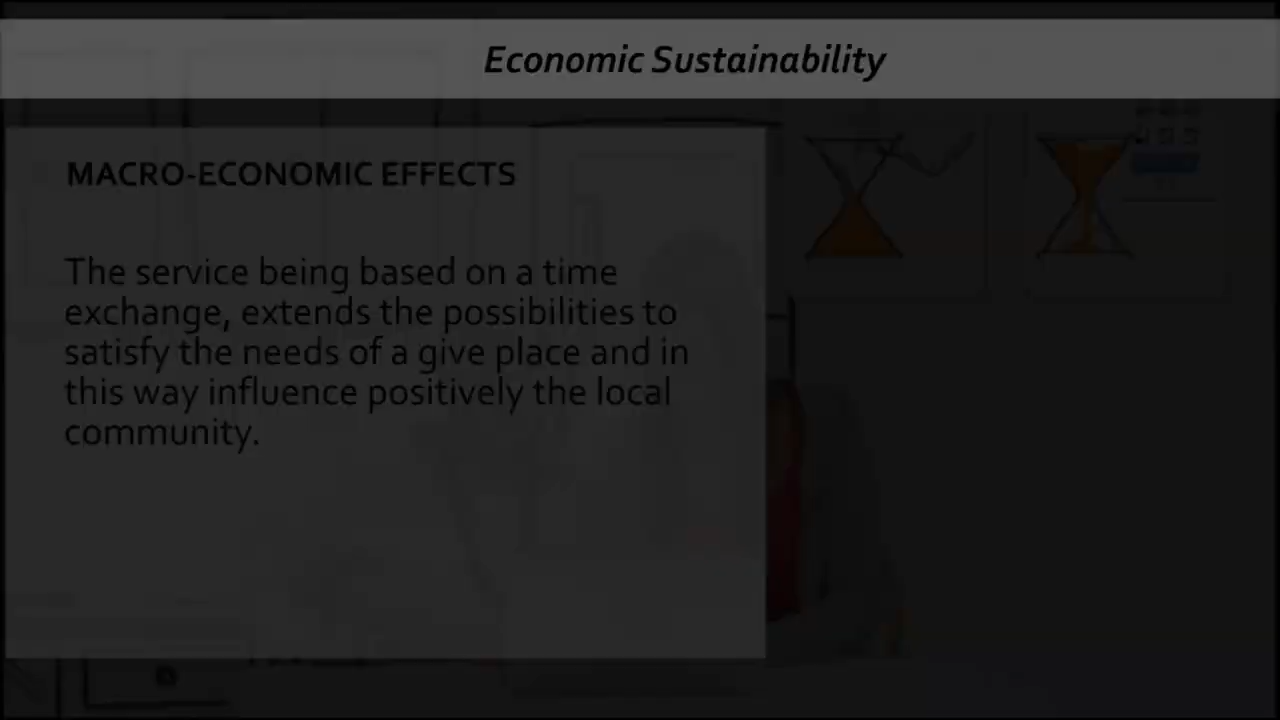 Economic Sustainability
MACRO-ECONOMIC EFFECTS
The service being based on a time
exchange, extends the possibilities to
satisfy the needs of a give place and in
this way influence positively the local
community.